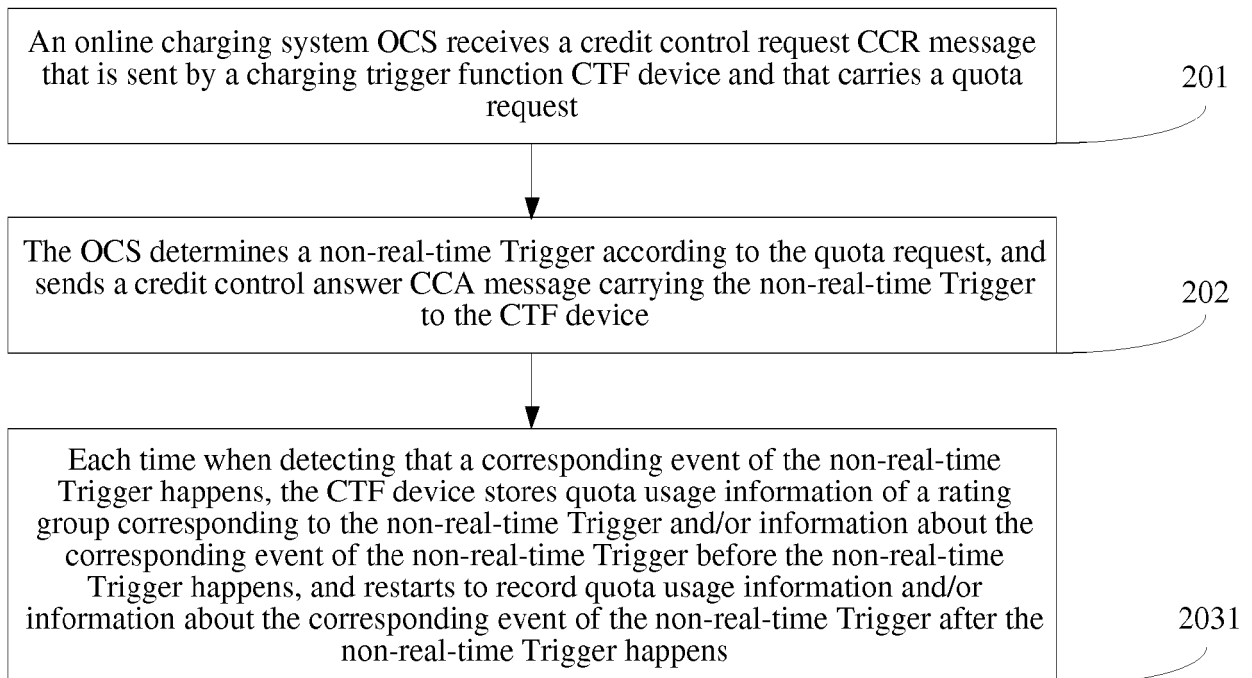 An online charging system OCS receives a credit control request CCR message
that is sent by a charging trigger function CTF device and that carries a quota
request
201
The OCS determines a non-real-time Trigger according to the quota request, and
sends a credit control answer CCA message carrying the non-real-time Trigger
to the CTF device
202
Each time when detecting that a corresponding event of the non-real-time
Trigger happens, the CTF device stores quota usage information of a rating
group corresponding to the non-real-time Trigger and/or information about the
corresponding event of the non-real-time Trigger before the non-real-time
Trigger happens, and restarts to record quota usage information and/or
information about the corresponding event of the non-real-time Trigger after the
non-real-time Trigger happens
2031